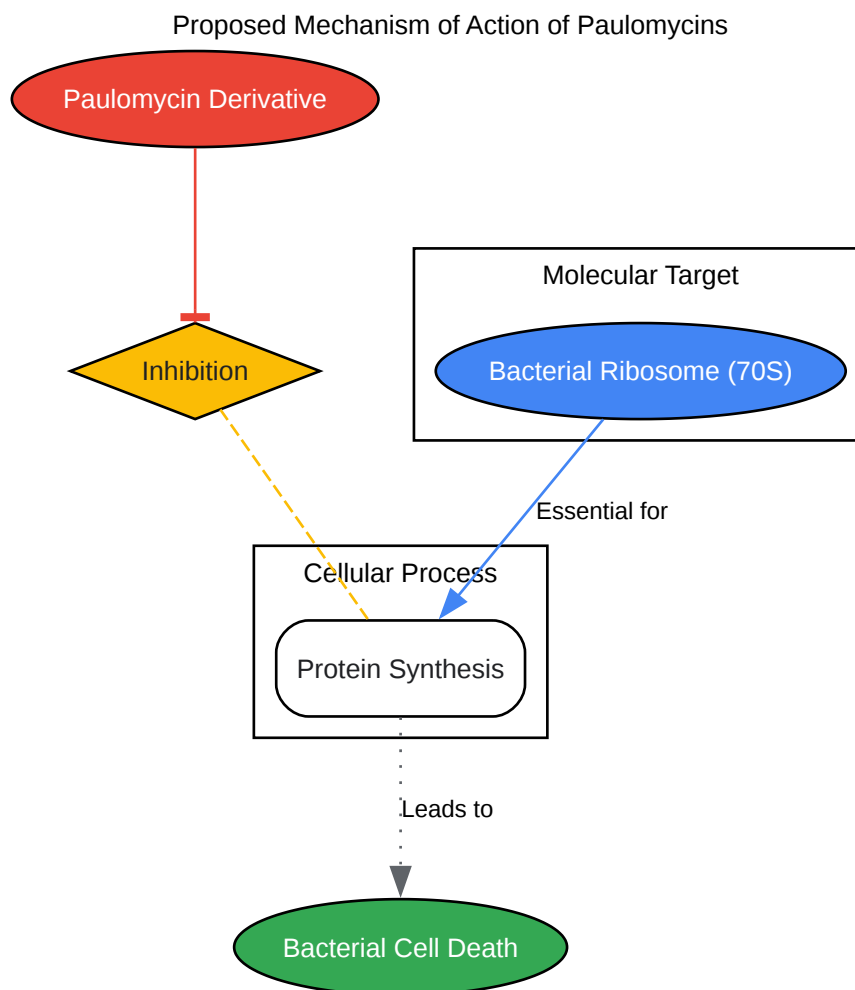 Proposed Mechanism of Action of Paulomycins
Paulomycin Derivative
Molecular Target
Inhibition
Bacterial Ribosome (70S)
Essential for
Cellular Process
Protein Synthesis
Leads to
Bacterial Cell Death